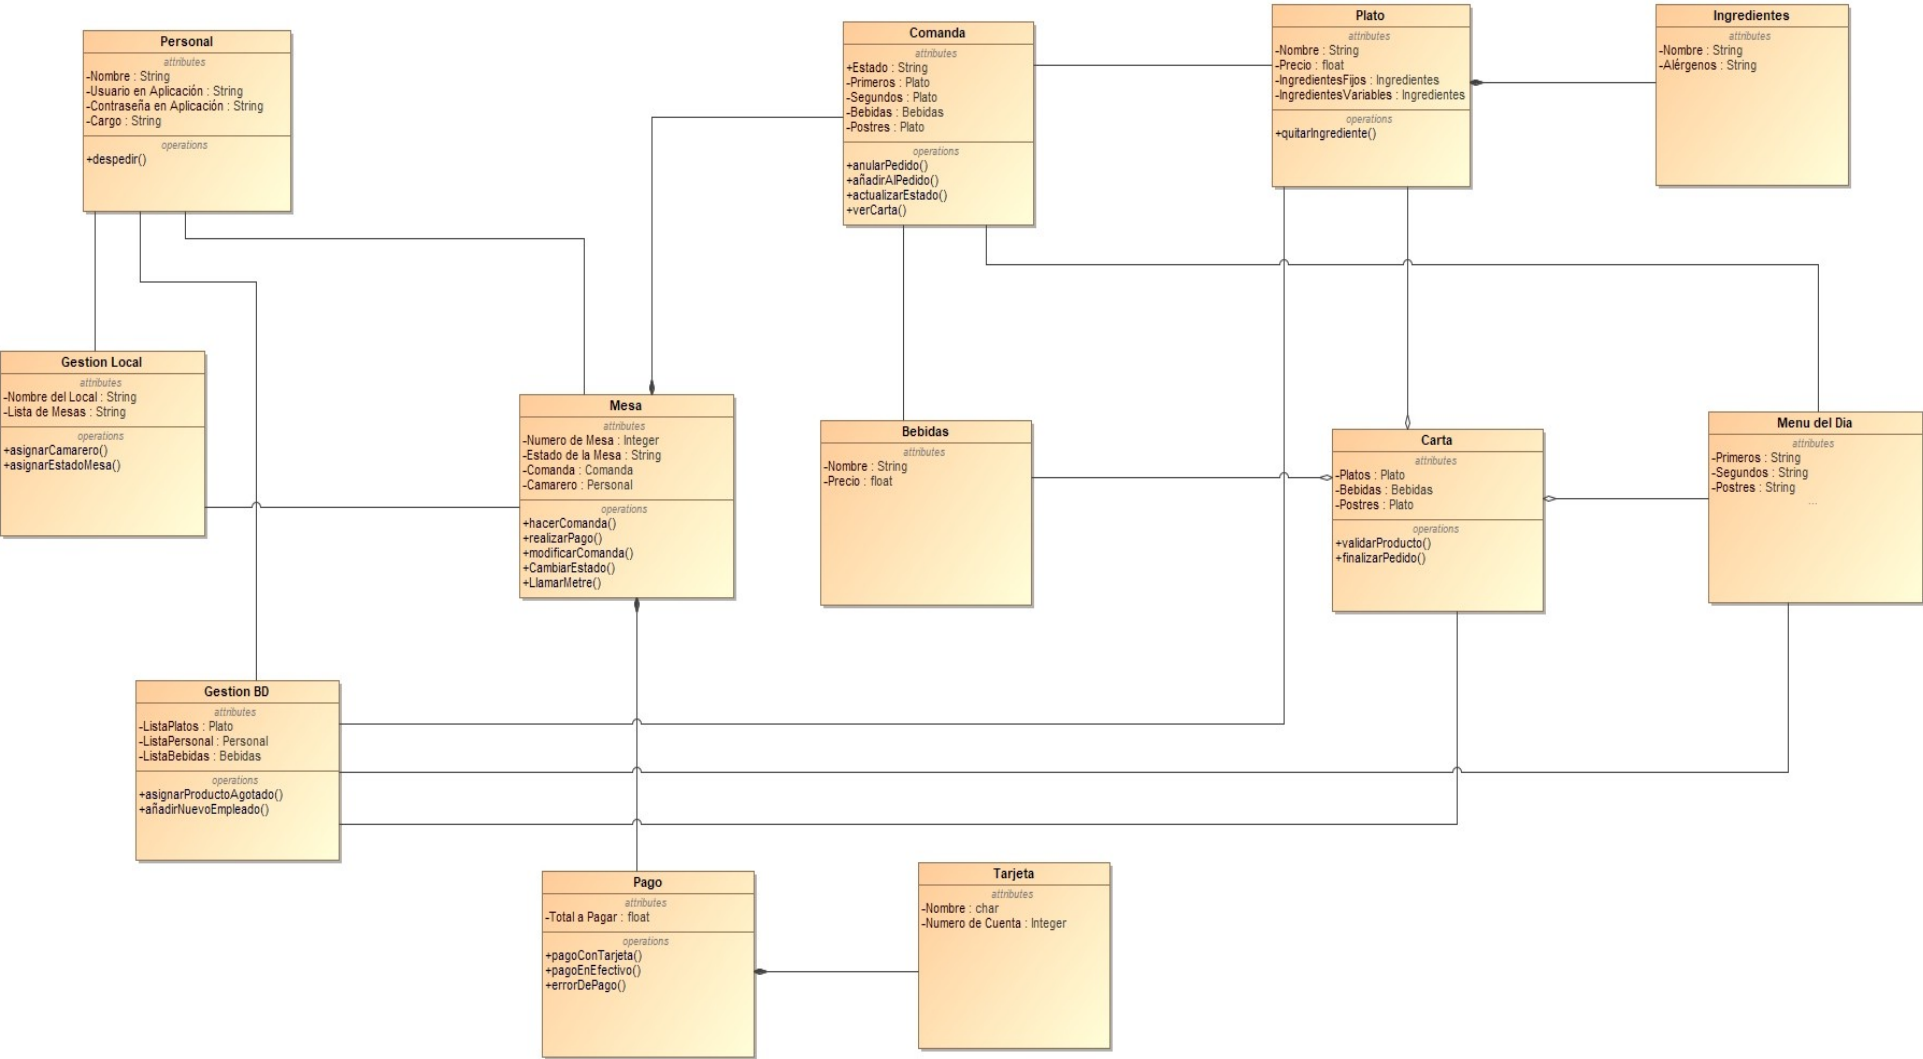 Personal
attributes
-Nombre : String
-Usuario en Aplicación : String
-Contraseña en Aplicación : String
-Cargo : String
operations
+despedir()
Comanda
attributes
+Estado : String
-Primeros : Plato
-Segundos : Plato
-Bebidas : Bebidas
-Postres : Plato
operations
+anularPedido()
+añadirAlPedido()
+actualizarEstado()
+verCarta()
Plato
attributes
-Nombre : String
-Precio : float
-IngredientesFijos : Ingredientes
-IngredientesVariables : Ingredientes
operations
+quitarIngrediente()
Ingredientes
attributes
-Nombre : String
-Alérgenos : String
Gestion Local
attributes
-Nombre del Local : String
-Lista de Mesas : String
operations
+asignarCamarero()
+asignarEstadoMesa()
Mesa
attributes
-Numero de Mesa : Integer
-Estado de la Mesa : String
-Comanda : Comanda
-Camarero : Personal
operations
+hacerComanda()
+realizarPago()
+modificarComanda()
+CambiarEstado()
+LlamarMetre()
Bebidas
attributes
-Nombre : String
-Precio : float
Carta
attributes
-Platos : Plato
-Bebidas : Bebidas
-Postres : Plato
operations
+validarProducto()
+finalizarPedido()
Menu del Dia
attributes
-Primeros : String
-Segundos : String
-Postres : String
...
Gestion BD
attributes
-ListaPlatos : Plato
-ListaPersonal : Personal
-ListaBebidas : Bebidas
operations
+asignarProductoAgotado()
+añadirNuevoEmpleado()
Pago
attributes
-Total a Pagar : float
operations
+pagoConTarjeta()
+pagoEnEfectivo()
+errorDePago()
Tarjeta
attributes
-Nombre : char
-Numero de Cuenta : Integer